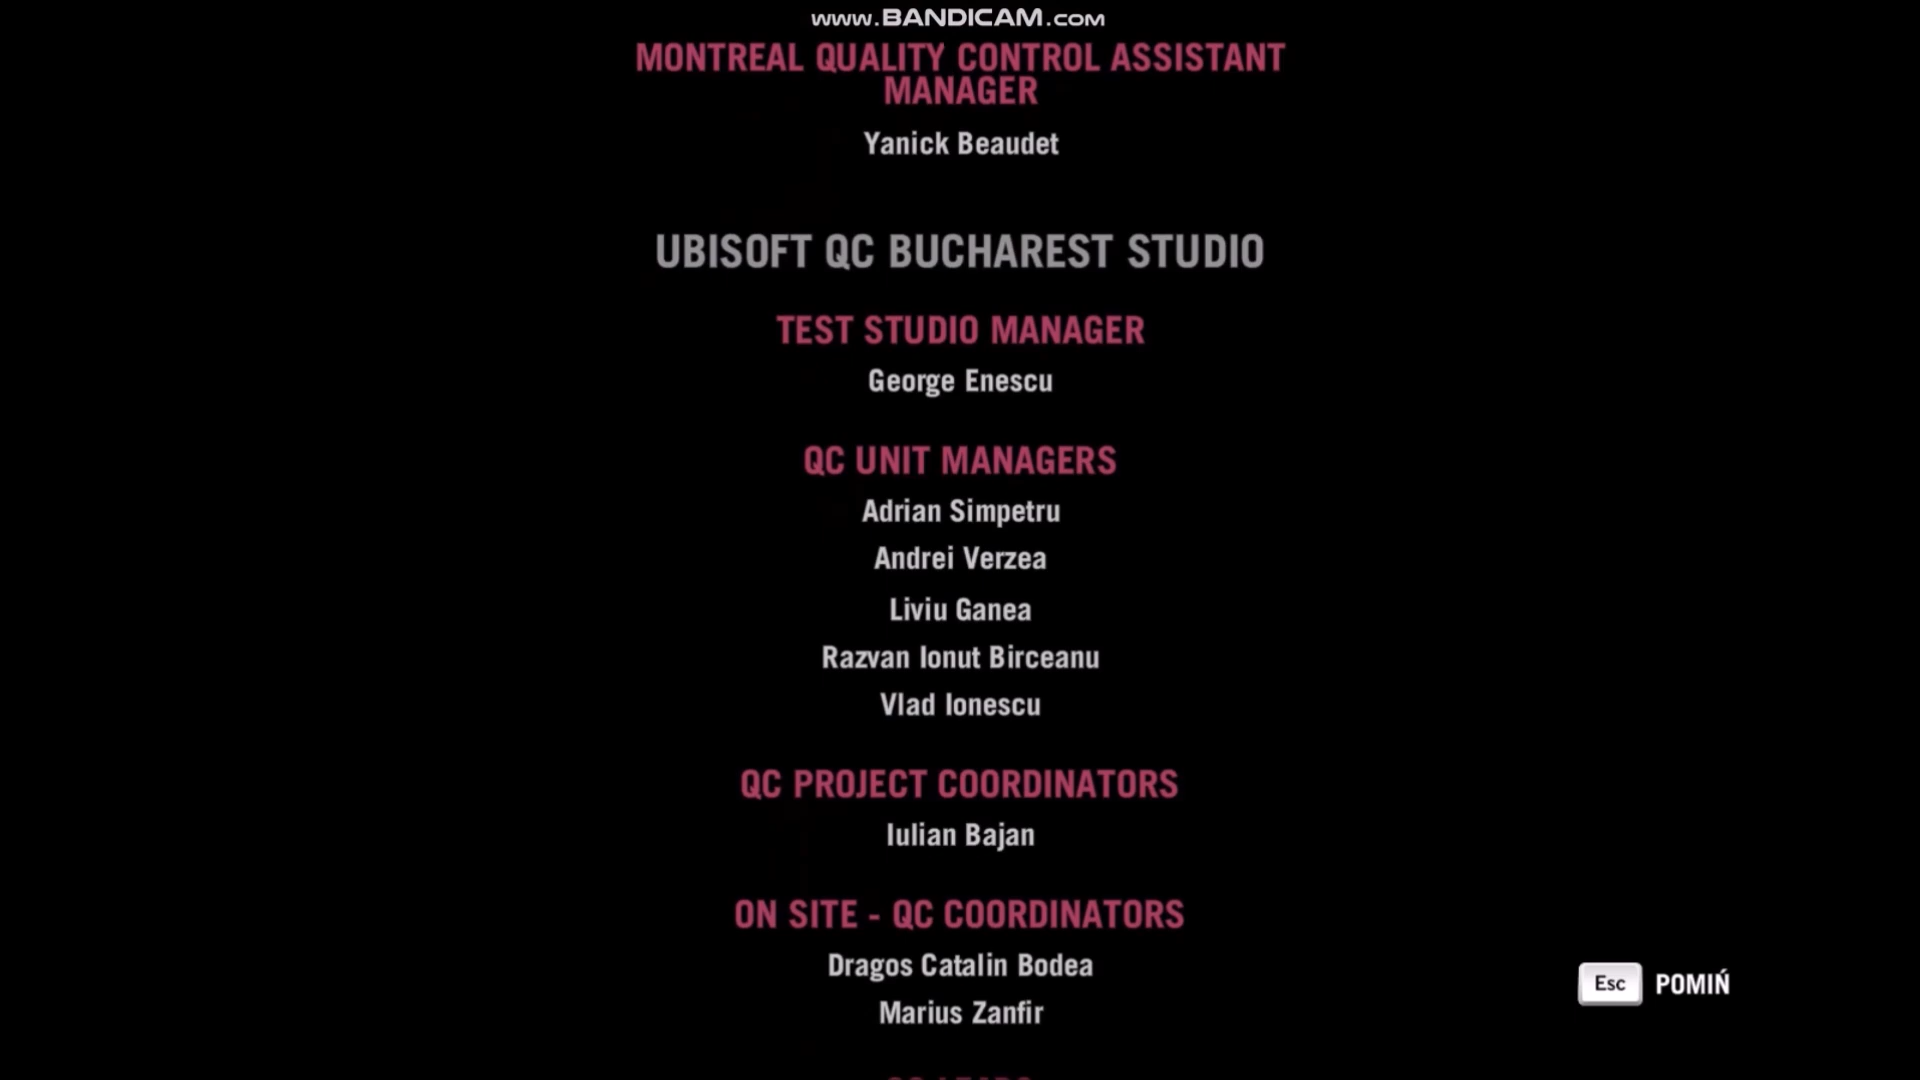 www.BANDICAM.com
MONTREAL QUALITY CONTROL ASSISTANT
MANAGER
Yanick Beaudet
UBISOFT QC BUCHAREST STUDIO
TEST STUDIO MANAGER
George Enescu
QC UNIT MANAGERS
Adrian Simpetru
Andrei Verzea
Liviu Ganea
Razvan Ionut Birceanu
Vlad Ionescu
QC PROJECT COORDINATORS
Iulian Bajan
ON SITE - QC COORDINATORS
Dragos Catalin Bodea
Marius Zanfir
Esc POMIŃ